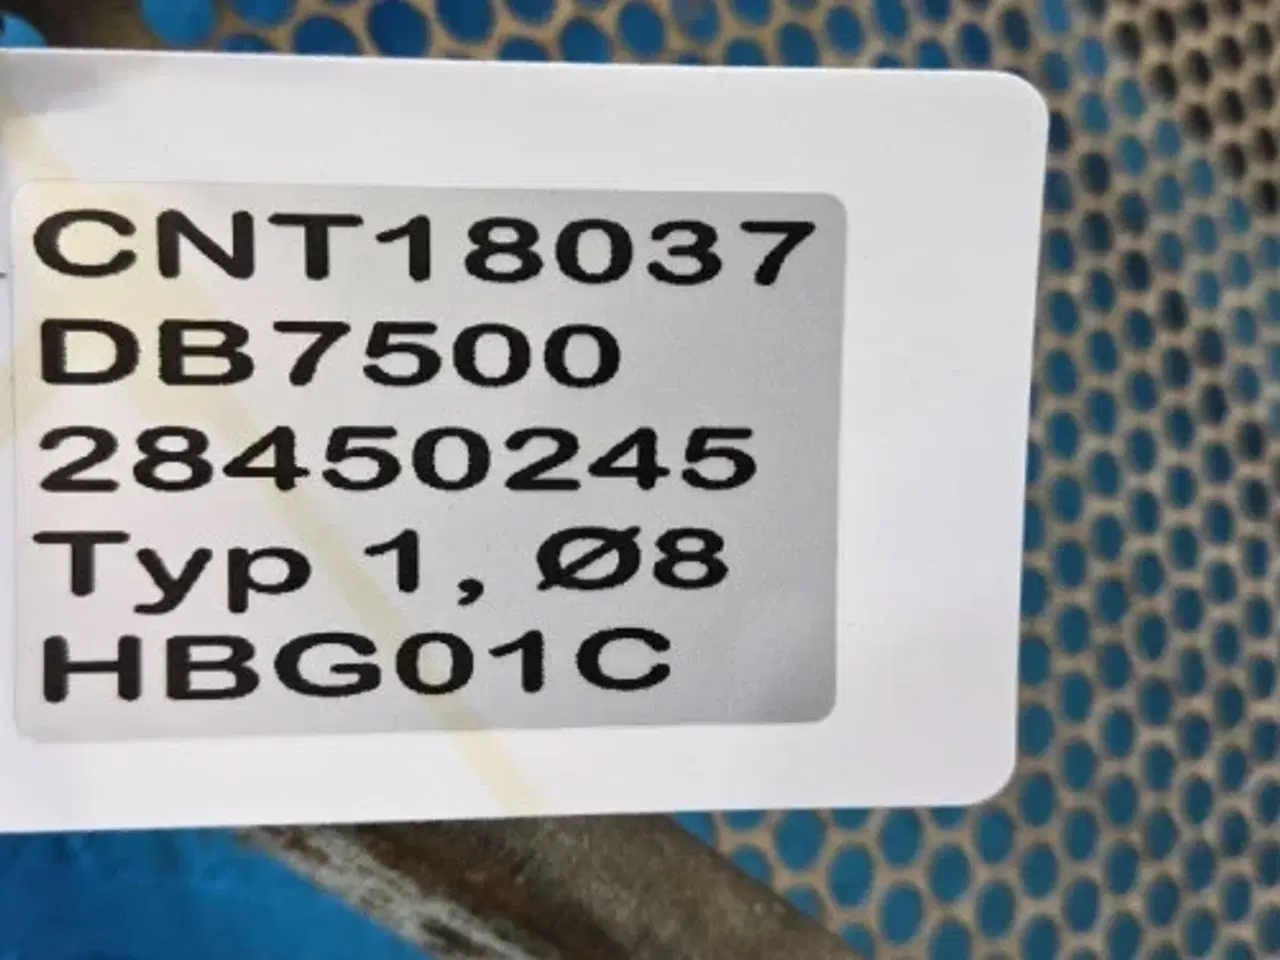 CNT18037
DB7500
28450245
Typ 1, Ø8
HBG01C